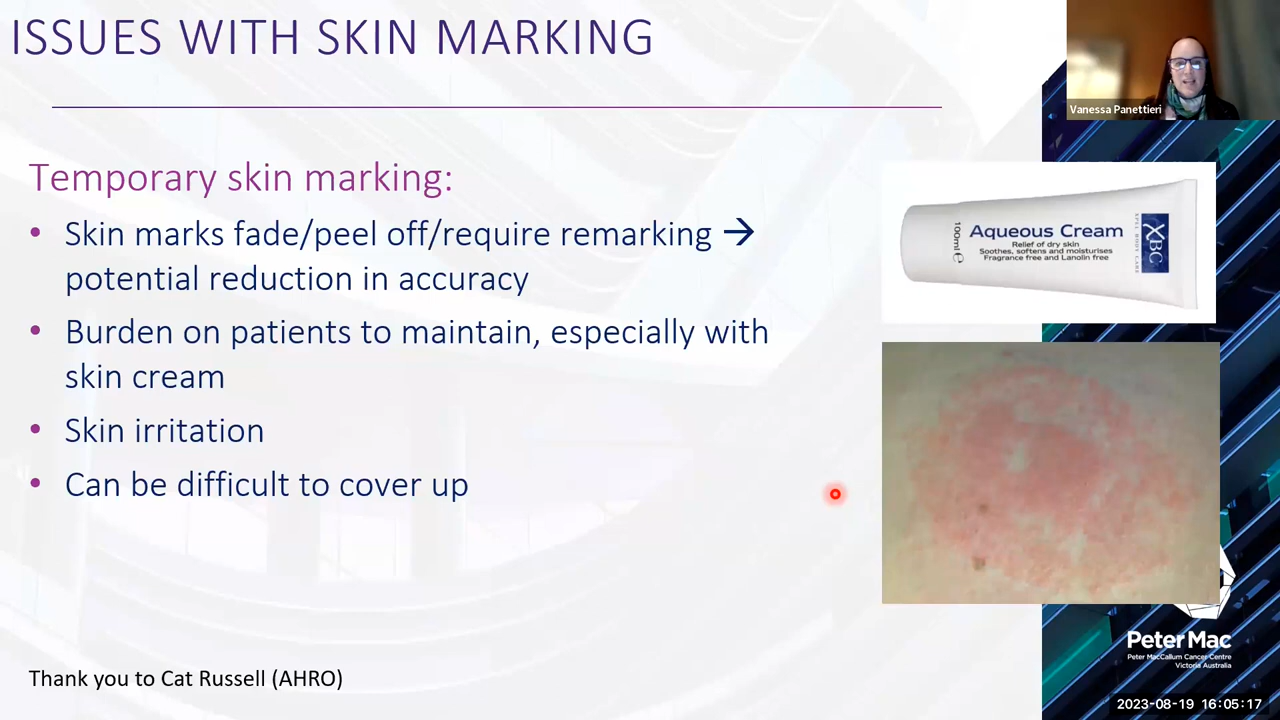 ISSUES WITH SKIN MARKING
Vanessa Panettieri
Temporary skin marking:
• Skin marks fade/peel off/require remarking →
potential reduction in accuracy
• Burden on patients to maintain, especially with
skin cream
• Skin irritation
• Can be difficult to cover up
100ml e
Aqueous Cream
Relief of dry skin
Soothes, softens and moisturises
Fragrance free and Lanolin free
XBC
XPEL BODY CARE
Thank you to Cat Russell (AHRO)
Peter Mac
Peter MacCallum Cancer Centre
Victoria Australia
2023-08-19 16:05:17